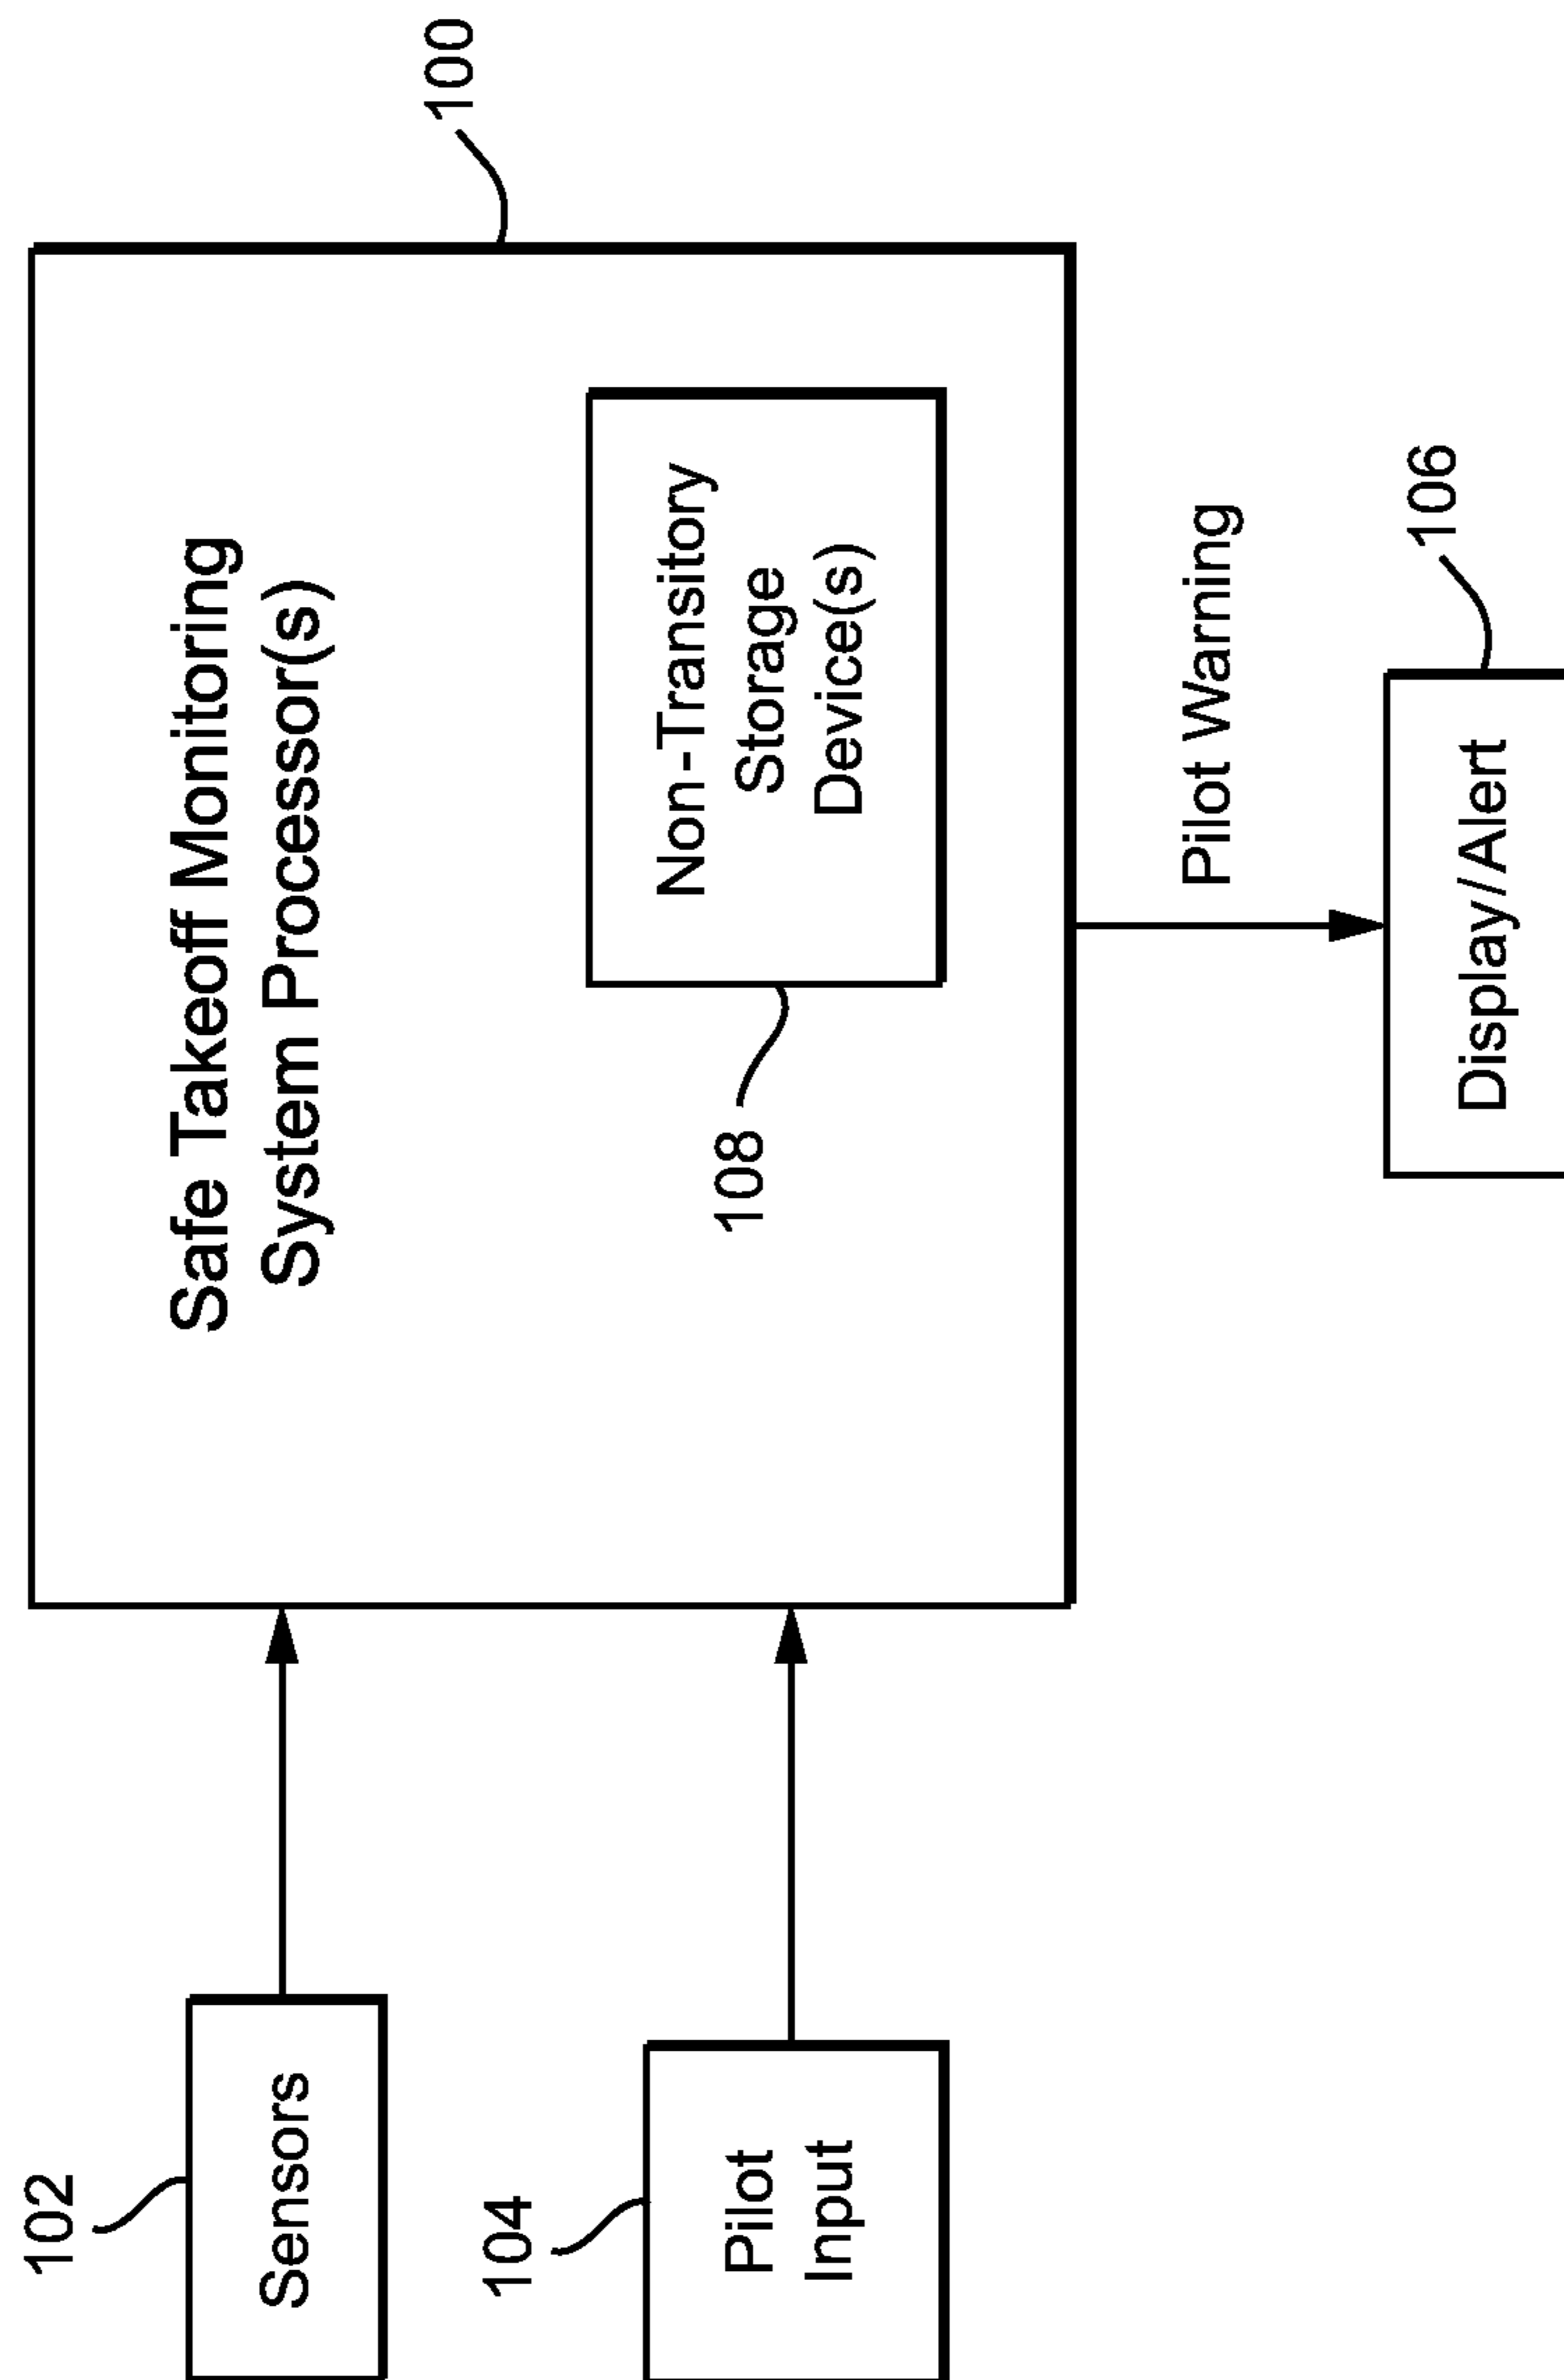 102
Sensors
104
Pilot
Input
Safe Takeoff Monitoring
System Processor(s)
100
Non-Transitory
Storage
Device(s)
108
Pilot Warning
106
Display/Alert